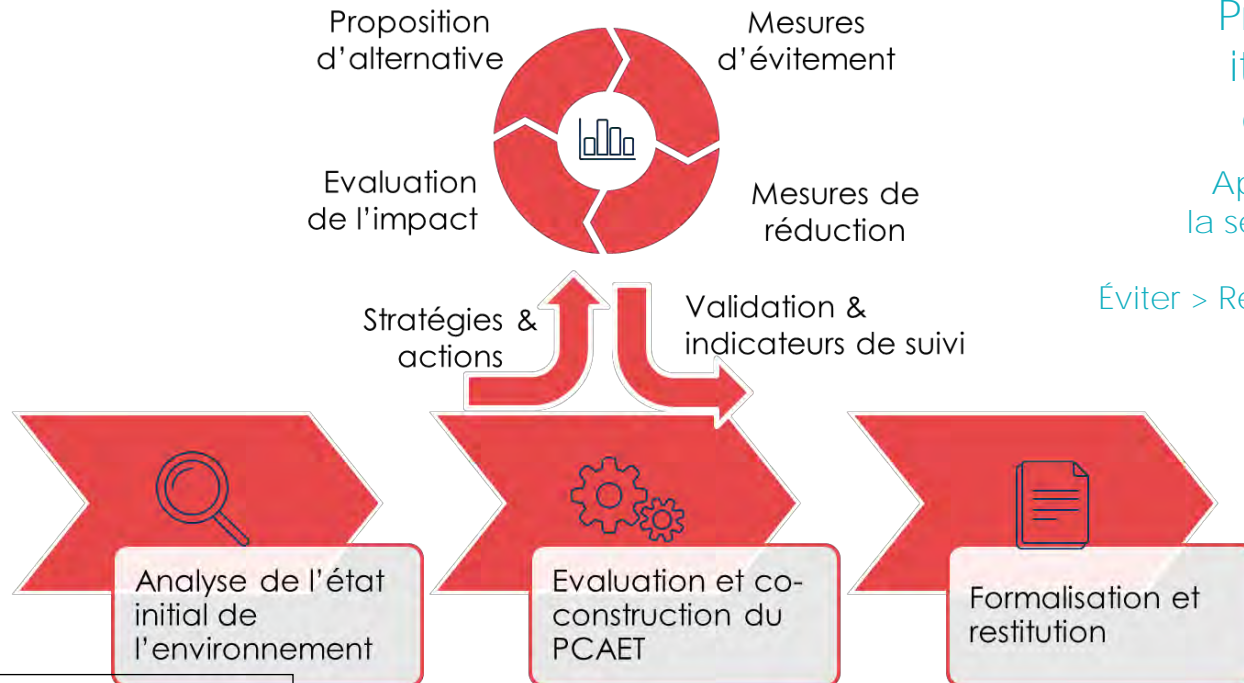 Proposition
d'alternative
Mesures
d'évitement
Evaluation
de l'impact
Mesures de
réduction
Stratégies &
actions
Validation &
indicateurs de suivi
la
Éviter >
Analyse de l'état
initial de
l'environnement
Evaluation et co-
construction du
PCAET
Formalisation et
restitution